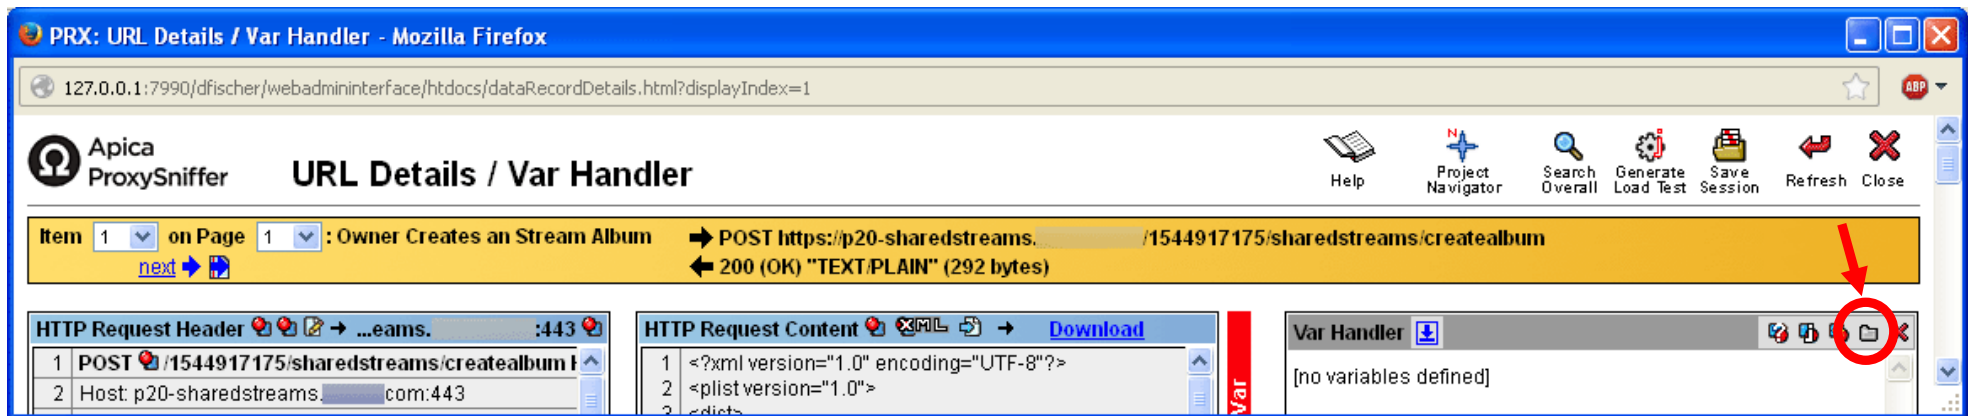 PRX: URL Details / Var Handler - Mozilla Firefox
127.0.0.1:7990/dfischer/webadmininterface/htdocs/dataRecordDetails.html?displayIndex=1
ABP
Apica
ProxySniffer
URL Details / Var Handler
Help
N
Project
Navigator
Search
Overall
Generate
Load Test
Save
Session
Refresh
Close
Item 1 on Page 1 : Owner Creates an Stream Album
next
POST https://p20-sharedstreams. /1544917175/sharedstreams/createalbum
200 (OK) "TEXT/PLAIN" (292 bytes)
HTTP Request Header ...eams. :443
1 POST /1544917175/sharedstreams/createalbum
2 Host: p20-sharedstreams. com:443
HTTP Request Content XML Download
1 <?xml version="1.0" encoding="UTF-8"?>
2 <plist version="1.0">
3 <dict>
Var
Var Handler
[no variables defined]